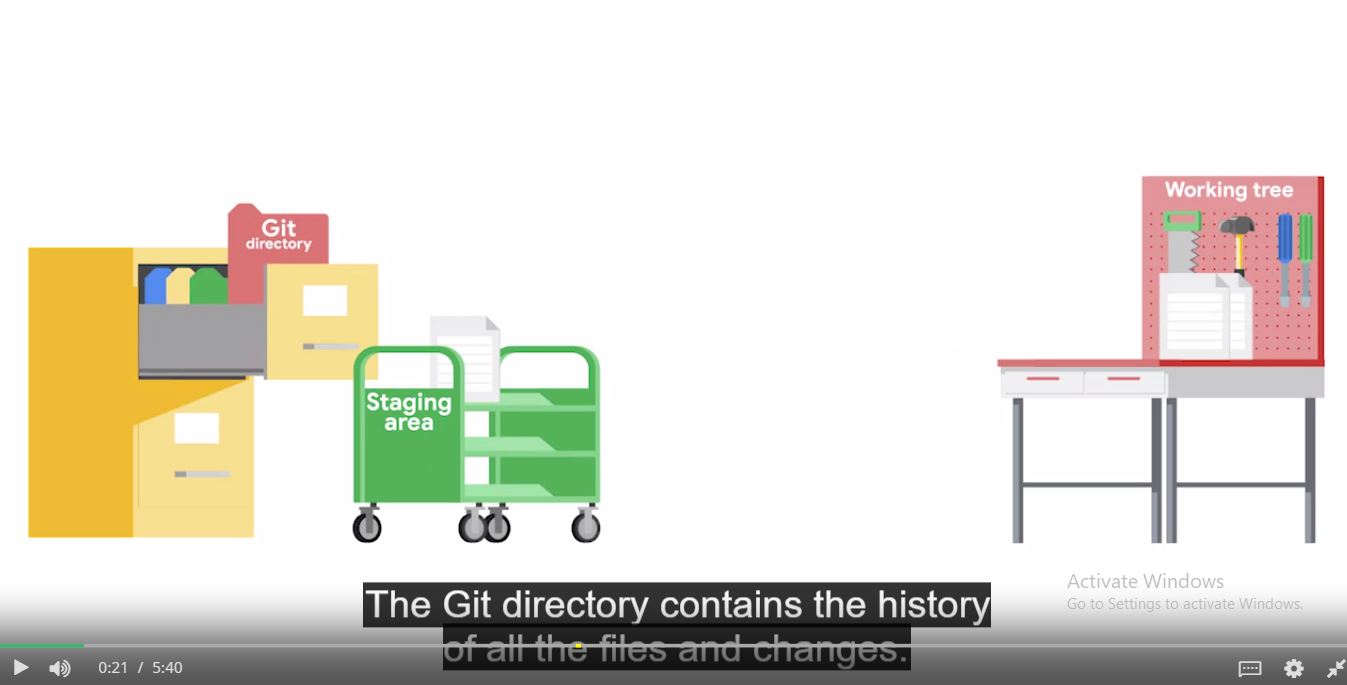 Working tree
Git
directory
Staging
area
Activate Windows
Go to Settings to activate Windows.
The Git directory contains the history
of all the files and changes.
0:21 / 5:40